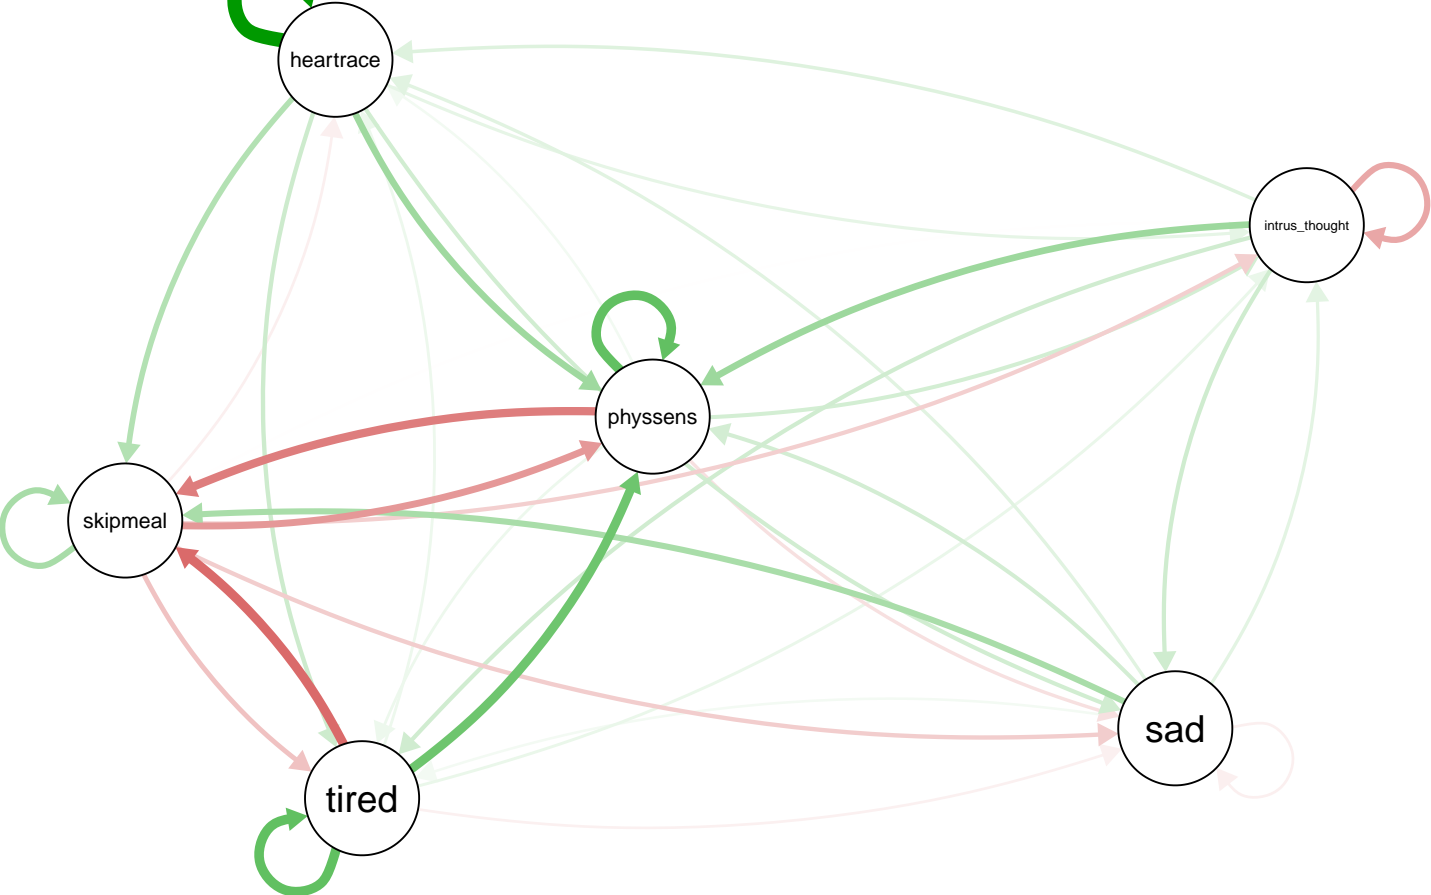 heartrace
intrus_thought
physsens
skipmeal
sad
tired